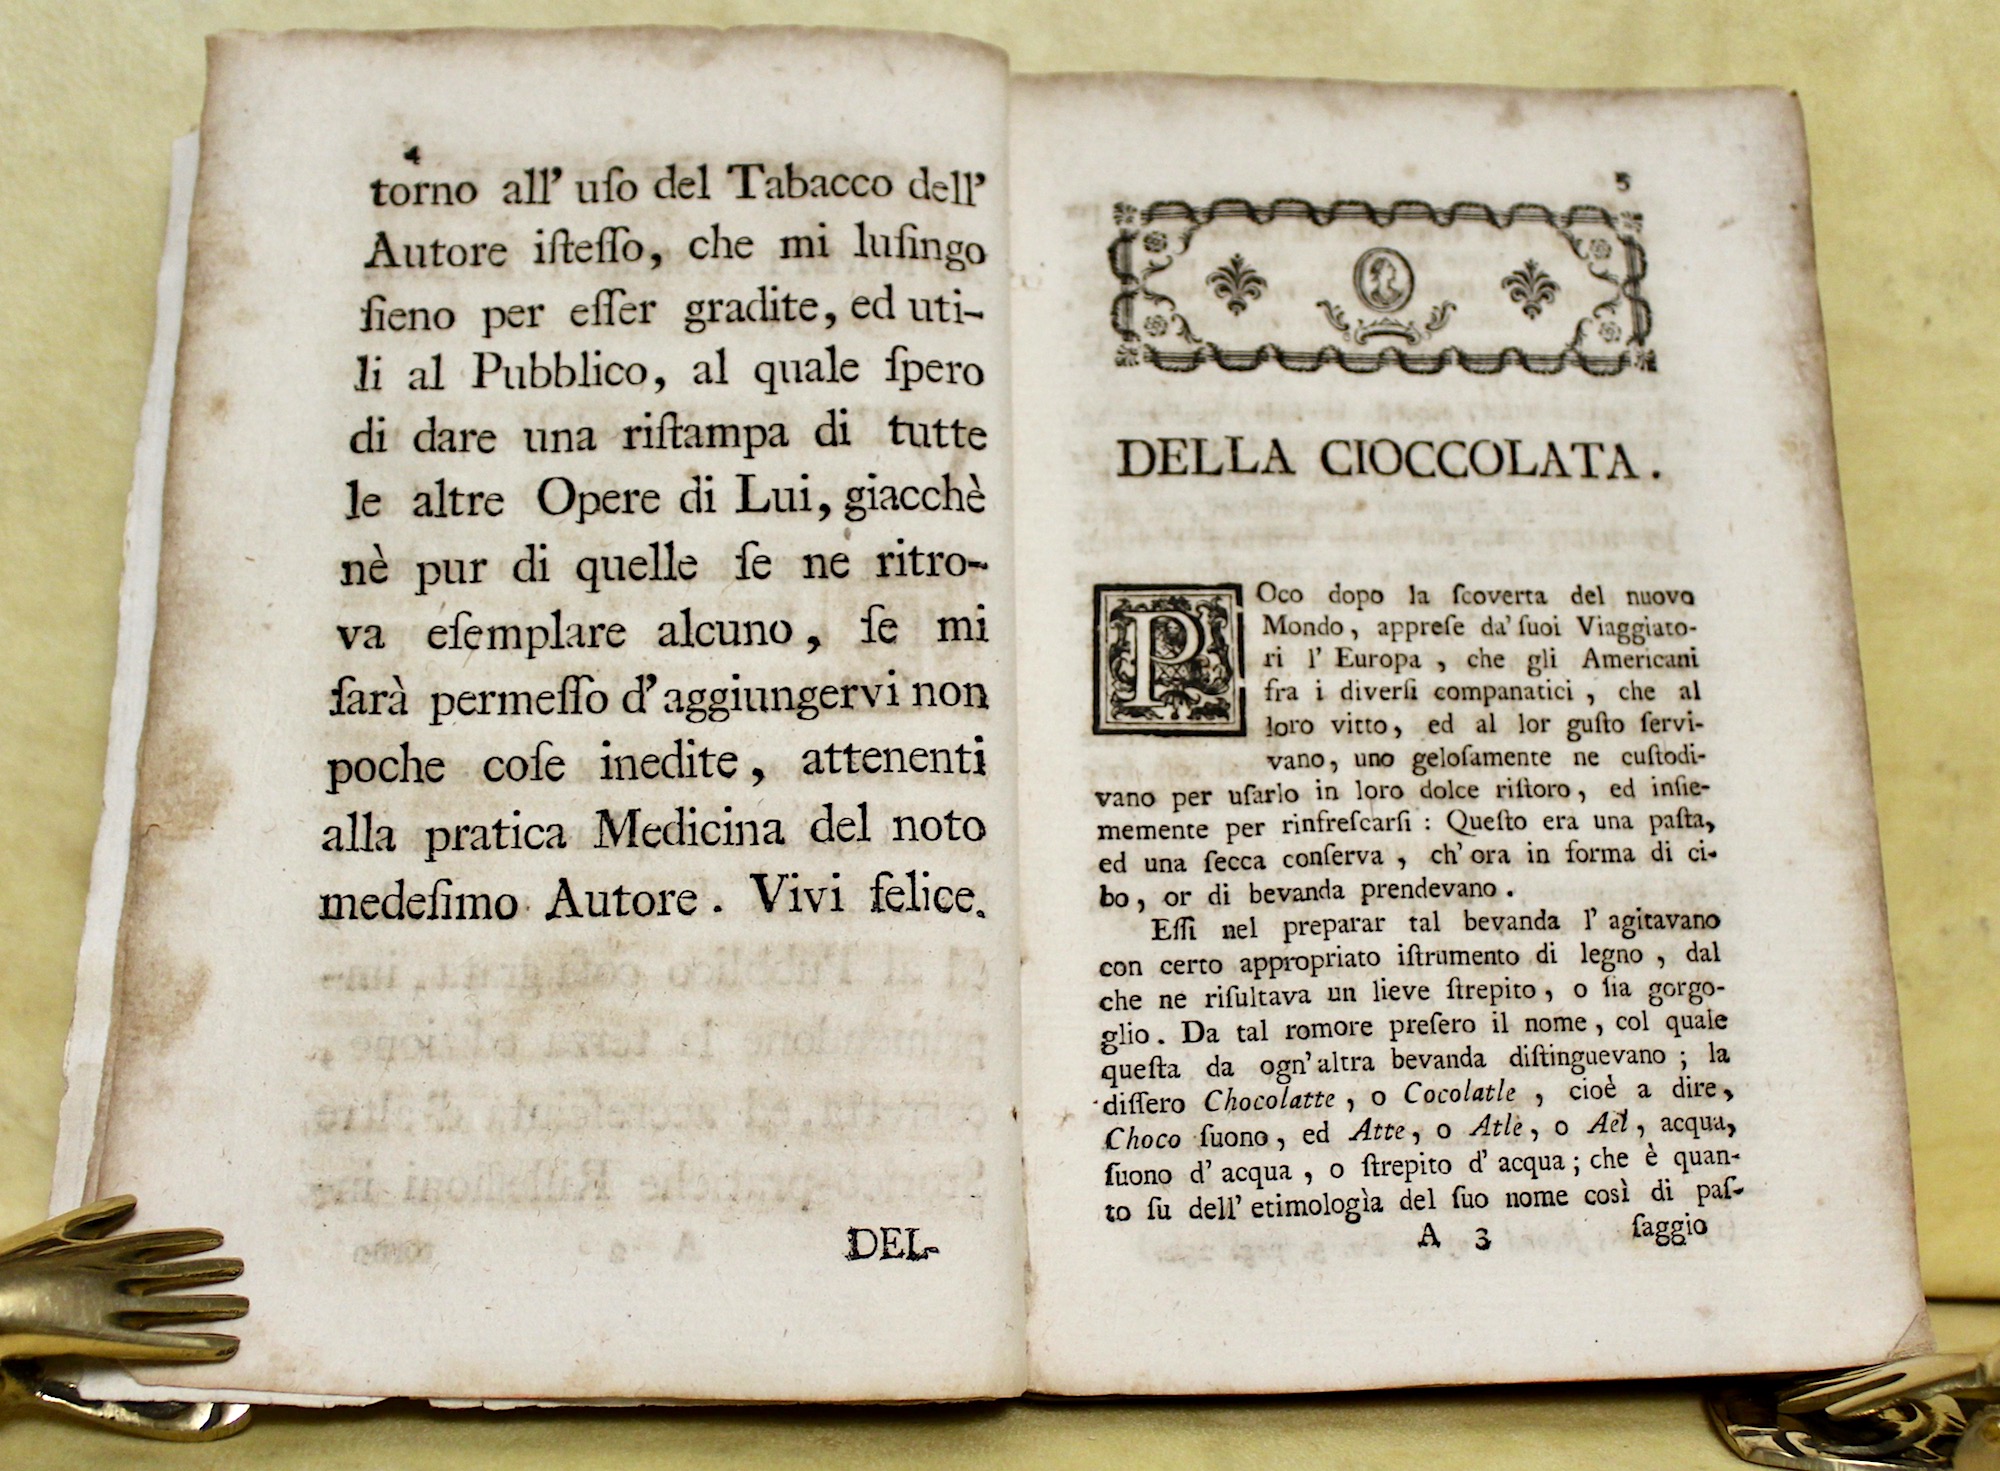 4
torno all' uſo del Tabacco dell'
Autore iſteſſo, che mi luſingo
ſieno per eſſer gradite, ed uti-
li al Pubblico, al quale ſpero
di dare una riſtampa di tutte
le altre Opere di Lui, giacchè
nè pur di quelle ſe ne ritro-
va eſemplare alcuno, ſe mi
ſarà permeſſo d'aggiungervi non
poche coſe inedite, attenenti
alla pratica Medicina del noto
medeſimo Autore. Vivi felice.
DEL-
5
DELLA CIOCCOLATA.
POco dopo la ſcoverta del nuovo
Mondo, appreſe da' ſuoi Viaggiato-
ri l' Europa, che gli Americani
fra i diverſi companatici, che al
loro vitto, ed al lor guſto ſervi-
vano, uno geloſamente ne cuſtodi-
vano per uſarlo in loro dolce riſtoro, ed inſie-
memente per rinfreſcarſi: Queſto era una paſta,
ed una ſecca conſerva, ch'ora in forma di ci-
bo, or di bevanda prendevano.
Eſſi nel preparar tal bevanda l' agitavano
con certo appropriato iſtrumento di legno, dal
che ne riſultava un lieve ſtrepito, o ſia gorgo-
glio. Da tal romore preſero il nome, col quale
queſta da ogn'altra bevanda diſtinguevano; la
diſſero Chocolatte, o Cocolatle, cioè a dire,
Choco ſuono, ed Atte, o Atle, o Ael, acqua,
ſuono d' acqua, o ſtrepito d' acqua; che è quan-
to ſu dell' etimologìa del ſuo nome così di paſ-
A 3 ſaggio